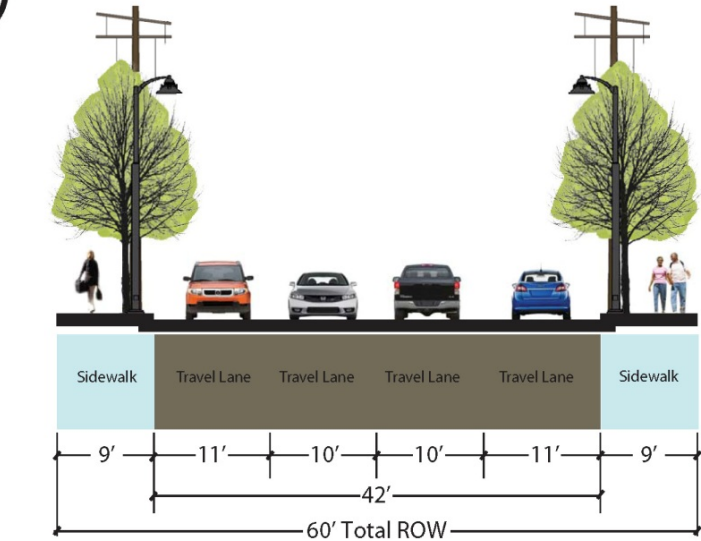 )
Sidewalk Travel Lane Travel Lane Travel Lane Travel Lane Sidewalk
9' 11' 10' 10' 11' 9'
42'
60' Total ROW